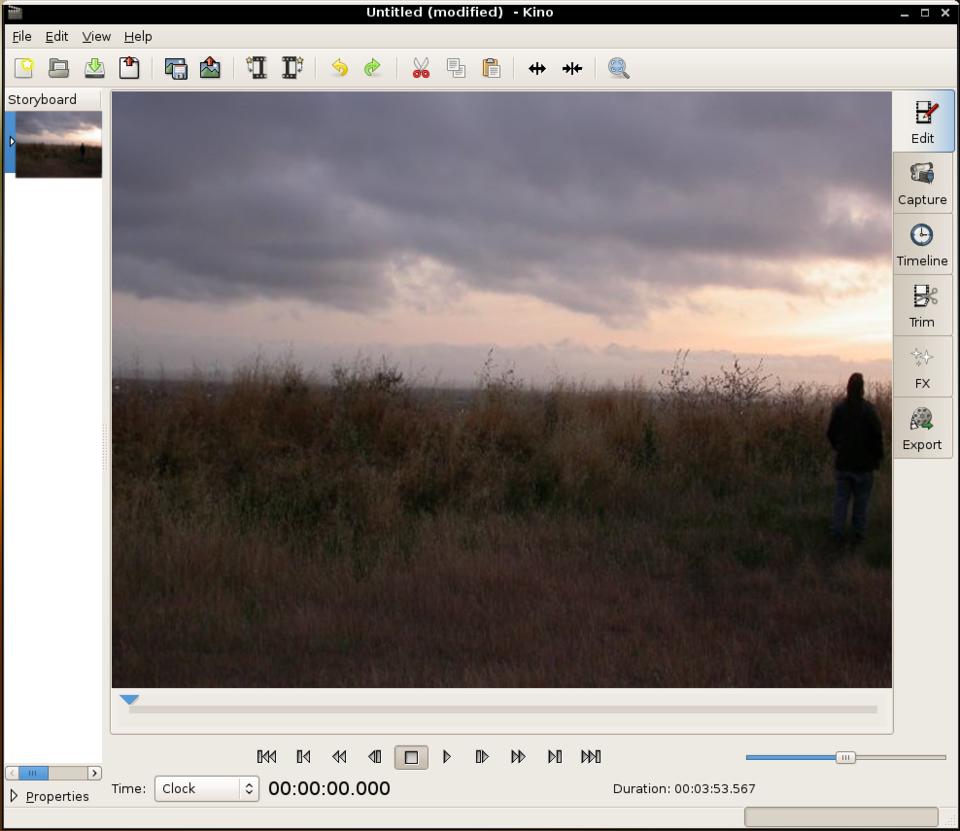 Untitled (modified) - Kino
File Edit View Help
Storyboard
Edit
Capture
Timeline
Trim
FX
Export
Time: Clock 00:00:00.000 Duration: 00:03:53.567
Properties